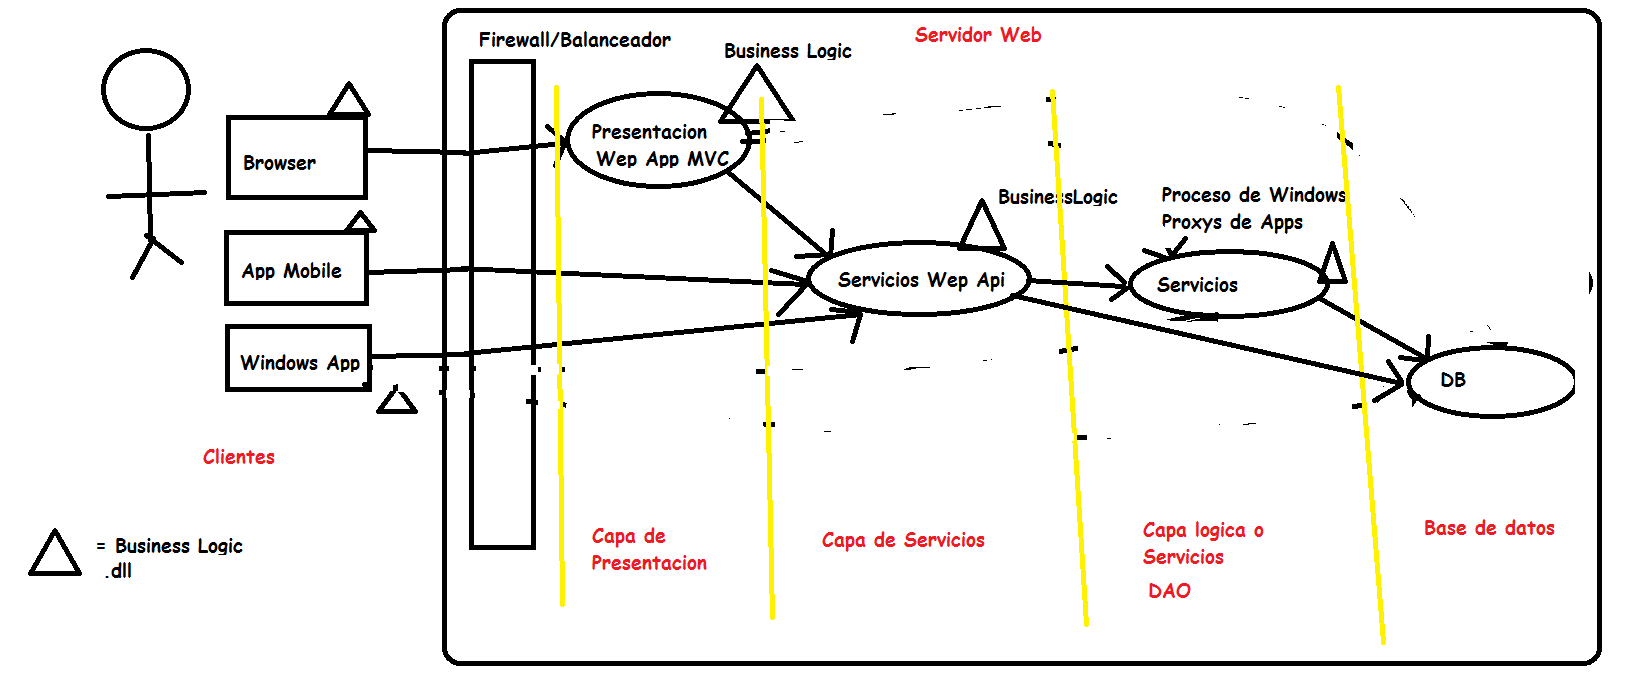 Servidor Web
Firewall/Balanceador
Business Logic
Presentacion
Wep App MVC
Browser
BusinessLogic
Proceso de Windows
Proxys de Apps
App Mobile
Servicios Wep Api
Servicios
Windows App
DB
Clientes
Capa de
Presentacion
Capa de Servicios
Capa logica o
Servicios
DAO
Base de datos
= Business Logic
.dll